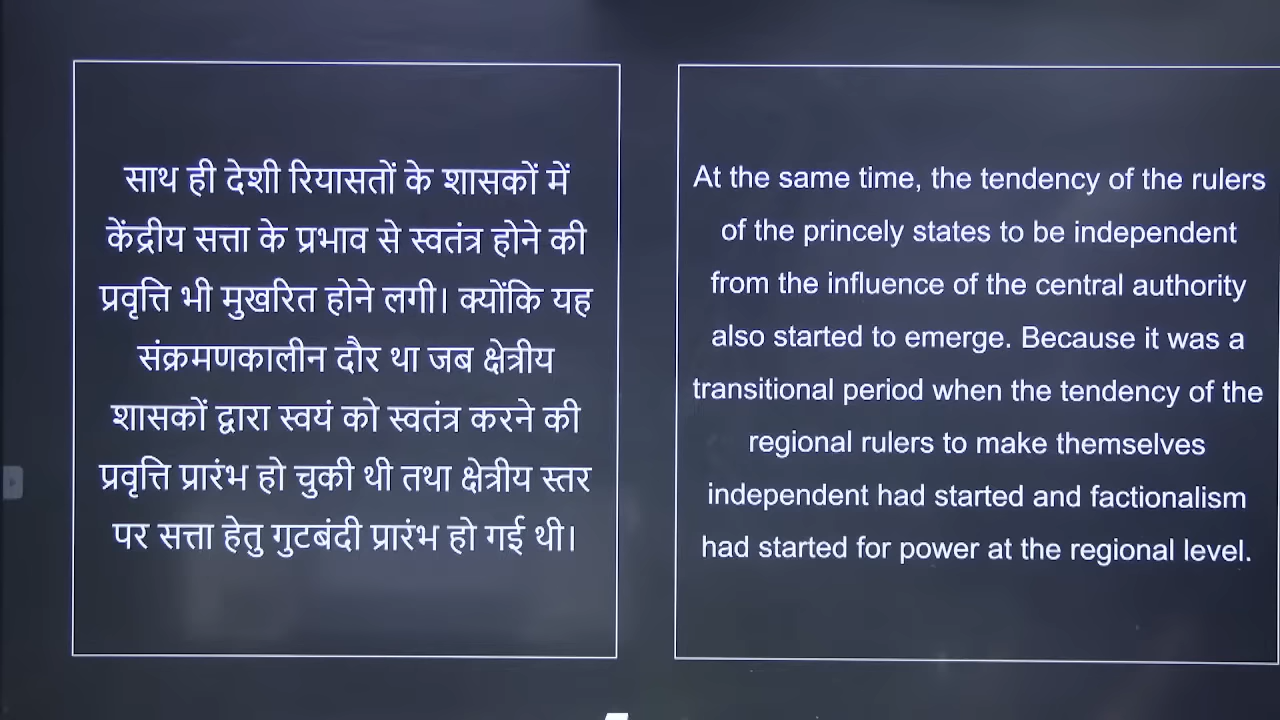 साथ ही देशी रियासतों के शासकों में
केंद्रीय सत्ता के प्रभाव से स्वतंत्र होने की
प्रवृत्ति भी मुखरित होने लगी। क्योंकि यह
संक्रमणकालीन दौर था जब क्षेत्रीय
शासकों द्वारा स्वयं को स्वतंत्र करने की
प्रवृत्ति प्रारंभ हो चुकी थी तथा क्षेत्रीय स्तर
पर सत्ता हेतु गुटबंदी प्रारंभ हो गई थी।
At the same time, the tendency of the rulers
of the princely states to be independent
from the influence of the central authority
also started to emerge. Because it was a
transitional period when the tendency of the
regional rulers to make themselves
independent had started and factionalism
had started for power at the regional level.